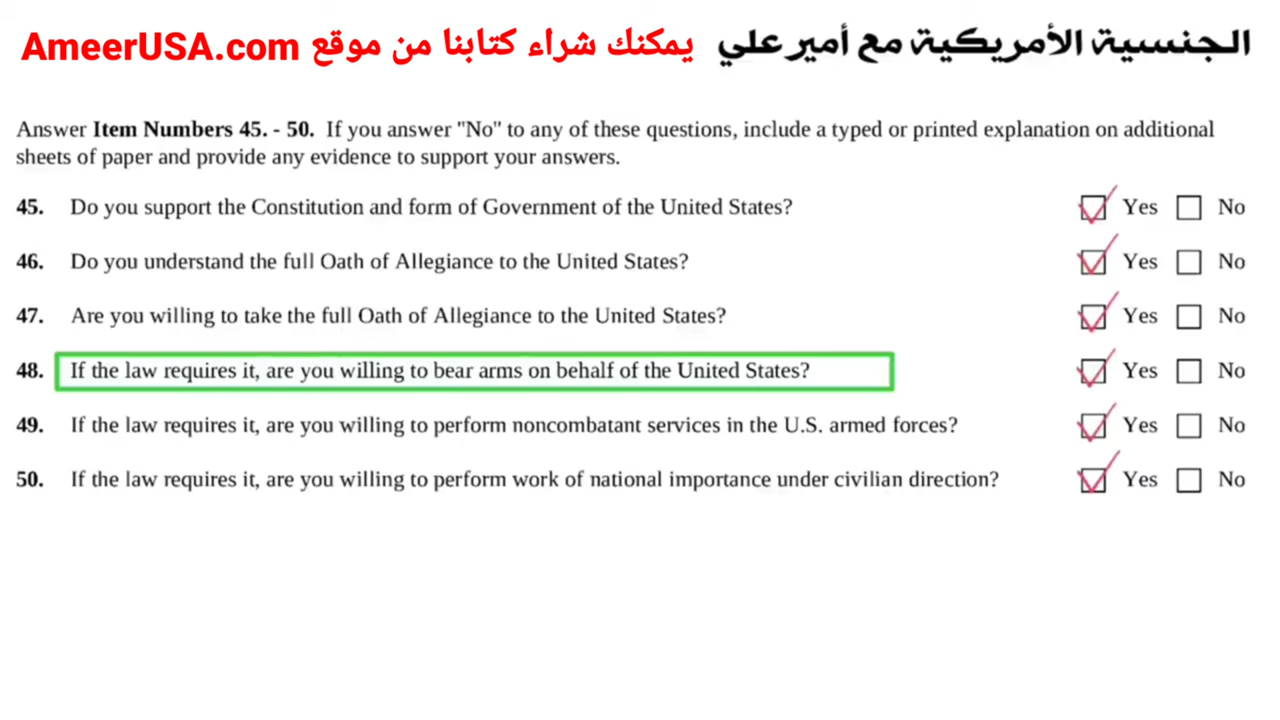 الجنسية الأمريكية مع أمير علي يمكنك شراء كتابنا من موقع AmeerUSA.com
Answer Item Numbers 45. - 50. If you answer "No" to any of these questions, include a typed or printed explanation on additional
sheets of paper and provide any evidence to support your answers.
45. Do you support the Constitution and form of Government of the United States? Yes No
46. Do you understand the full Oath of Allegiance to the United States? Yes No
47. Are you willing to take the full Oath of Allegiance to the United States? Yes No
48. If the law requires it, are you willing to bear arms on behalf of the United States? Yes No
49. If the law requires it, are you willing to perform noncombatant services in the U.S. armed forces? Yes No
50. If the law requires it, are you willing to perform work of national importance under civilian direction? Yes No